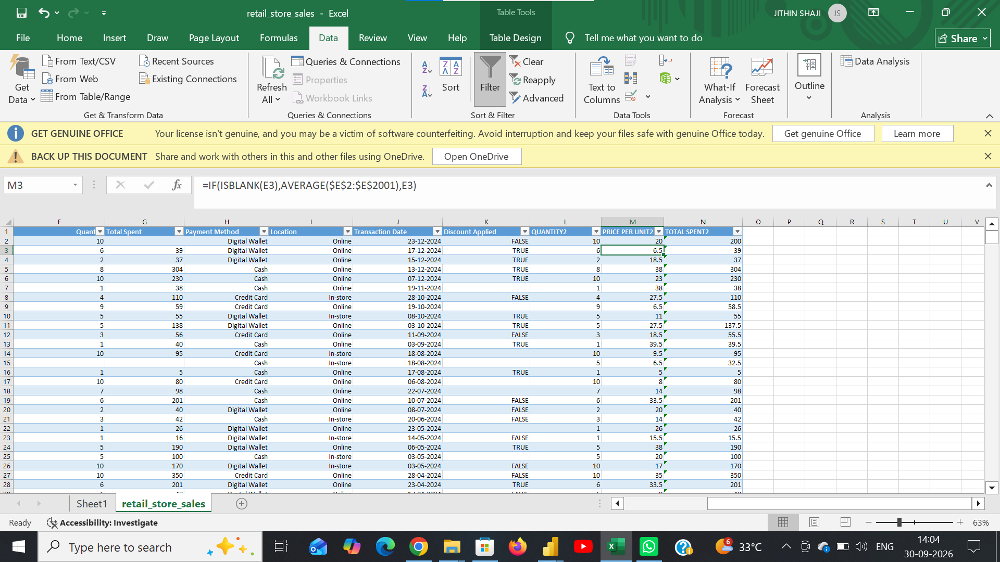 retail_store_sales - Excel
Table Tools
JITHIN SHAJI JS
File Home Insert Draw Page Layout Formulas Data Review View Help Table Design Tell me what you want to do Share
Get Data
From Text/CSV
From Web
From Table/Range
Recent Sources
Existing Connections
Get & Transform Data
Refresh All
Queries & Connections
Properties
Workbook Links
Queries & Connections
Sort
Filter
Clear
Reapply
Advanced
Sort & Filter
Text to Columns
Data Tools
What-If Analysis
Forecast Sheet
Forecast
Outline
Data Analysis
Analysis
GET GENUINE OFFICE Your license isn't genuine, and you may be a victim of software counterfeiting. Avoid interruption and keep your files safe with genuine Office today. Get genuine Office Learn more
BACK UP THIS DOCUMENT Share and work with others in this and other files using OneDrive. Open OneDrive
M3 fx =IF(ISBLANK(E3),AVERAGE($E$2:$E$2001),E3)
F G H I J K L M N O P Q R S T U V
1 Quant Total Spent Payment Method Location Transaction Date Discount Applied QUANTITY2 PRICE PER UNIT2 TOTAL SPENT2
2 10 Digital Wallet Online 23-12-2024 FALSE 10 20 200
3 6 39 Digital Wallet Online 17-12-2024 TRUE 6 6.5 39
4 2 37 Digital Wallet Online 15-12-2024 TRUE 2 18.5 37
5 8 304 Cash Online 13-12-2024 TRUE 8 38 304
6 10 230 Cash Online 07-12-2024 TRUE 10 23 230
7 1 38 Cash Online 19-11-2024 1 38 38
8 4 110 Credit Card In-store 28-10-2024 FALSE 4 27.5 110
9 9 59 Credit Card Online 19-10-2024 9 6.5 58.5
10 5 55 Digital Wallet In-store 08-10-2024 TRUE 5 11 55
11 5 138 Digital Wallet Online 03-10-2024 TRUE 5 27.5 137.5
12 3 56 Credit Card Online 11-09-2024 FALSE 3 18.5 55.5
13 1 40 Cash Online 03-09-2024 TRUE 1 39.5 39.5
14 10 95 Credit Card In-store 18-08-2024 10 9.5 95
15 Cash In-store 18-08-2024 5 6.5 32.5
16 1 5 Cash Online 17-08-2024 TRUE 1 5 5
17 10 80 Credit Card Online 06-08-2024 10 8 80
18 7 98 Cash Online 22-07-2024 7 14 98
19 6 201 Cash Online 10-07-2024 FALSE 6 33.5 201
20 2 40 Digital Wallet Online 08-07-2024 FALSE 2 20 40
21 3 42 Cash In-store 20-06-2024 FALSE 3 14 42
22 1 26 Digital Wallet Online 23-05-2024 1 26 26
23 1 16 Digital Wallet In-store 14-05-2024 FALSE 1 15.5 15.5
24 5 190 Digital Wallet Online 06-05-2024 TRUE 5 38 190
25 5 100 Cash In-store 03-05-2024 5 20 100
26 10 170 Digital Wallet In-store 03-05-2024 FALSE 10 17 170
27 10 350 Credit Card Online 28-04-2024 FALSE 10 35 350
28 6 201 Digital Wallet Online 23-04-2024 TRUE 6 33.5 201
Sheet1 retail_store_sales
Ready Accessibility: Investigate 63%
Type here to search
6 33°C ENG 14:04
30-09-2026